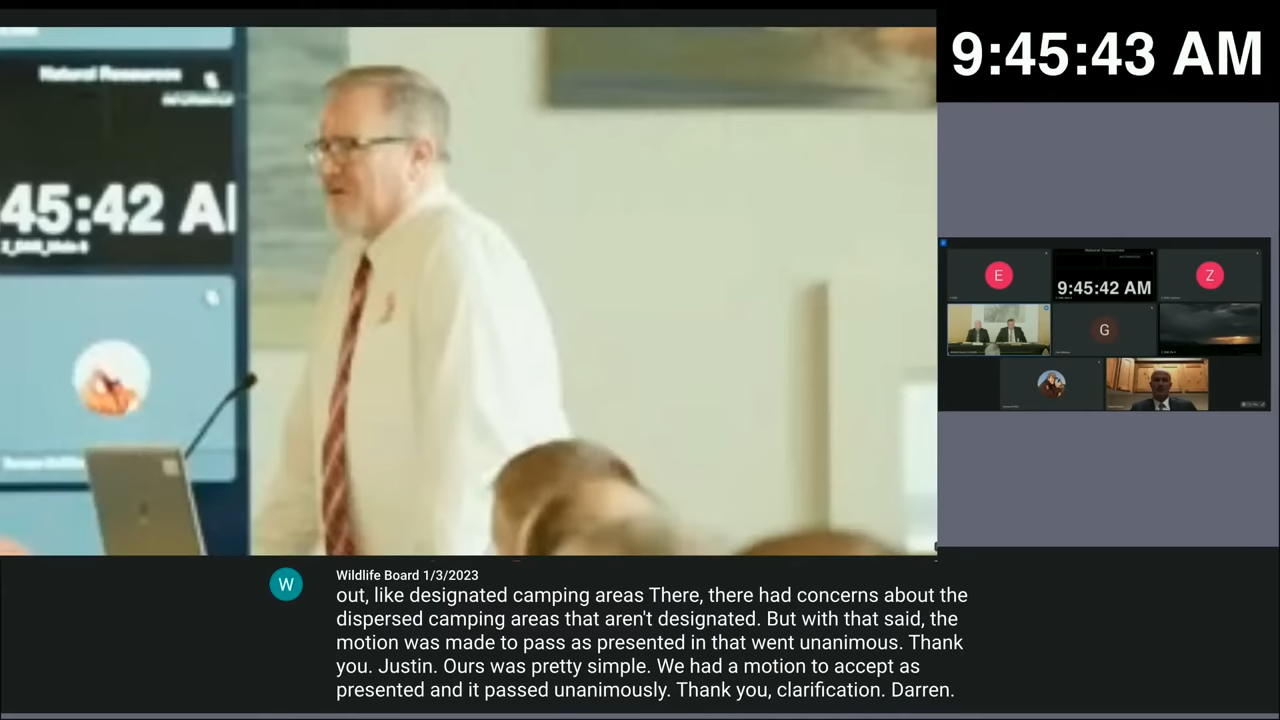 9:45:43 AM
Natural Resources
45:42 A
E
Natural Resources
9:45:42 AM
Z
G
W
Wildlife Board 1/3/2023
out, like designated camping areas There, there had concerns about the
dispersed camping areas that aren't designated. But with that said, the
motion was made to pass as presented in that went unanimous. Thank
you. Justin. Ours was pretty simple. We had a motion to accept as
presented and it passed unanimously. Thank you, clarification. Darren.